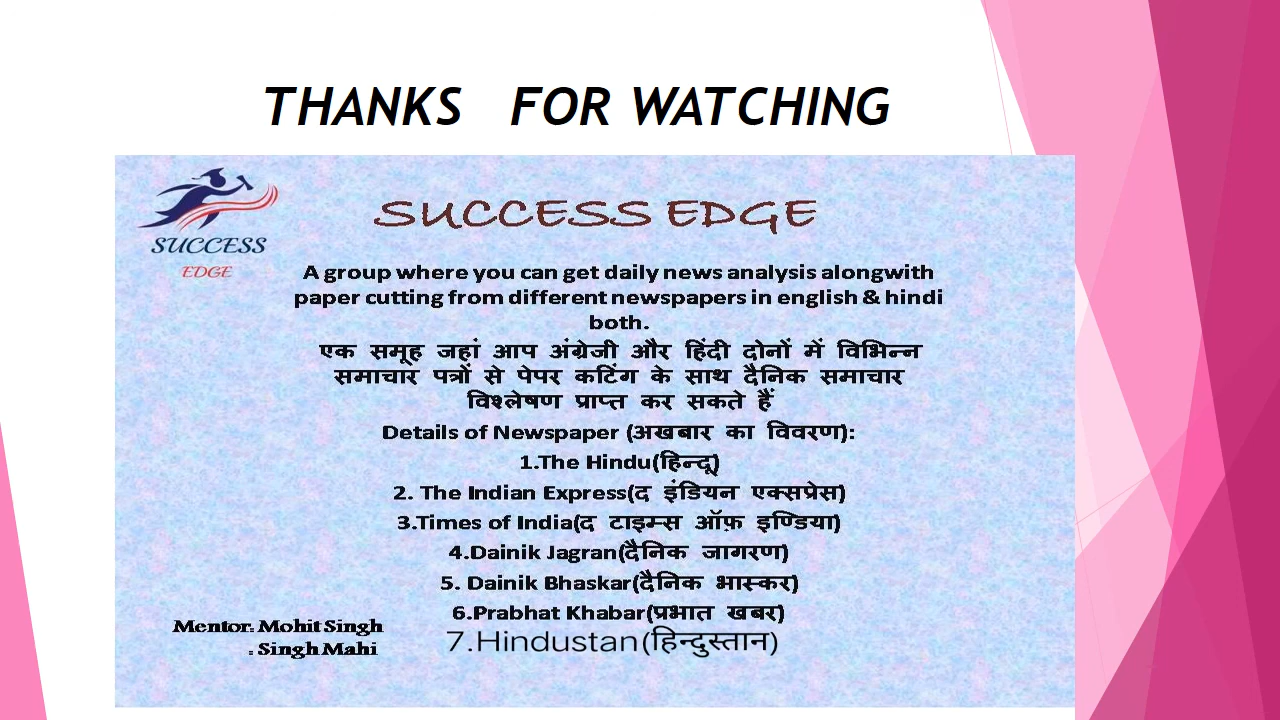 THANKS FOR WATCHING
SUCCESS
EDGE
SUCCESS EDGE
A group where you can get daily news analysis alongwith
paper cutting from different newspapers in english & hindi
both.
एक समूह जहां आप अंग्रेजी और हिंदी दोनों में विभिन्न
समाचार पत्रों से पेपर कटिंग के साथ दैनिक समाचार
विश्लेषण प्राप्त कर सकते हैं
Details of Newspaper (अखबार का विवरण):
1.The Hindu(हिन्दू)
2. The Indian Express(द इंडियन एक्सप्रेस)
3.Times of India(द टाइम्स ऑफ़ इण्डिया)
4.Dainik Jagran(दैनिक जागरण)
5. Dainik Bhaskar(दैनिक भास्कर)
6.Prabhat Khabar(प्रभात खबर)
7.Hindustan(हिन्दुस्तान)
Mentor: Mohit Singh
: Singh Mahi